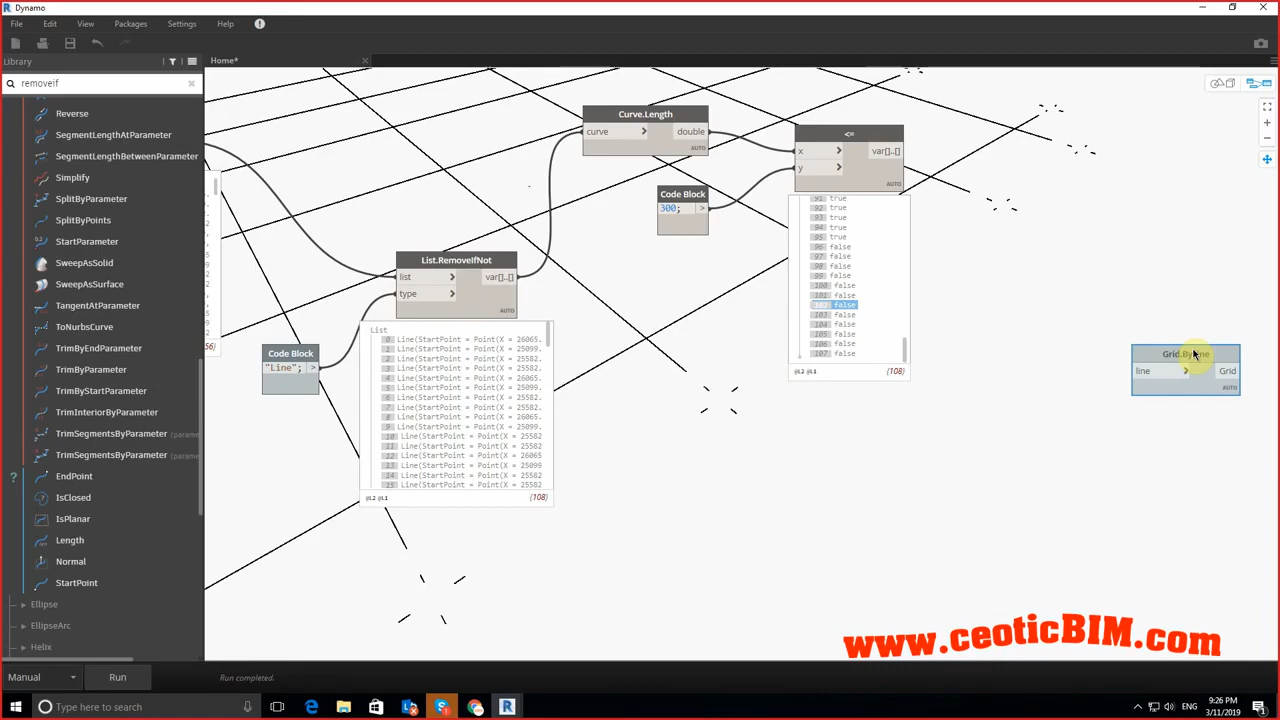 Dynamo
File Edit View Packages Settings Help
Library
Home*
removeif
Reverse
SegmentLengthAtParameter
SegmentLengthBetweenParameter
Simplify
SplitByParameter
SplitByPoints
StartParameter
SweepAsSolid
SweepAsSurface
TangentAtParameter
ToNurbsCurve
TrimByEndParameter
TrimByParameter
TrimByStartParameter
TrimInteriorByParameter
TrimSegmentsByParameter (parame
TrimSegmentsByParameter (parame
EndPoint
IsClosed
IsPlanar
Length
Normal
StartPoint
Ellipse
EllipseArc
Helix
56}
Code Block
"Line"; >
List.RemoveIfNot
list > var[]..[]
type >
AUTO
List
0 Line(StartPoint = Point(X = 26065.
1 Line(StartPoint = Point(X = 25099.
2 Line(StartPoint = Point(X = 25582.
3 Line(StartPoint = Point(X = 26065.
4 Line(StartPoint = Point(X = 26065.
5 Line(StartPoint = Point(X = 25099.
6 Line(StartPoint = Point(X = 25582.
7 Line(StartPoint = Point(X = 25582.
8 Line(StartPoint = Point(X = 26065.
9 Line(StartPoint = Point(X = 25099.
10 Line(StartPoint = Point(X = 25582
11 Line(StartPoint = Point(X = 25582
12 Line(StartPoint = Point(X = 26065
13 Line(StartPoint = Point(X = 25099
14 Line(StartPoint = Point(X = 25582
15 Line(StartPoint = Point(X = 25582
@L2 @L1 {108}
Curve.Length
curve > double
AUTO
Code Block
300; >
<=
x > var[]..[]
y >
AUTO
91 true
92 true
93 true
94 true
95 true
96 false
97 false
98 false
99 false
100 false
101 false
102 false
103 false
104 false
105 false
106 false
107 false
@L2 @L1 {108}
line > Grid
AUTO
www.ceoticBIM.com
Manual Run Run completed.
Type here to search
ENG
9:26 PM
3/11/2019